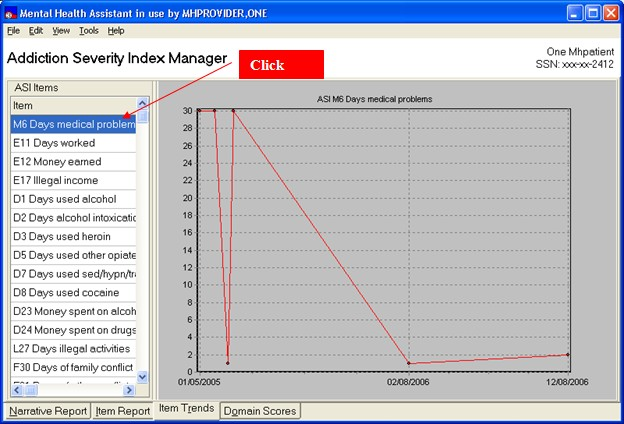 Mental Health Assistant in use by MHPROVIDER,ONE
File Edit View Tools Help
Addiction Severity Index Manager
Click
One Mhpatient
SSN: xxx-xx-2412
ASI Items
Item
M6 Days medical problem
E11 Days worked
E12 Money earned
E17 Illegal income
D1 Days used alcohol
D2 Days alcohol intoxicatio
D3 Days used heroin
D5 Days used other opiate
D7 Days used sed/hypn/tra
D8 Days used cocaine
D23 Money spent on alcoh
D24 Money spent on drugs
L27 Days illegal activities
F30 Days of family conflict
ASI M6 Days medical problems
30
28
26
24
22
20
18
16
14
12
10
8
6
4
2
0
01/05/2005 02/08/2006 12/08/2006
Narrative Report Item Report Item Trends Domain Scores